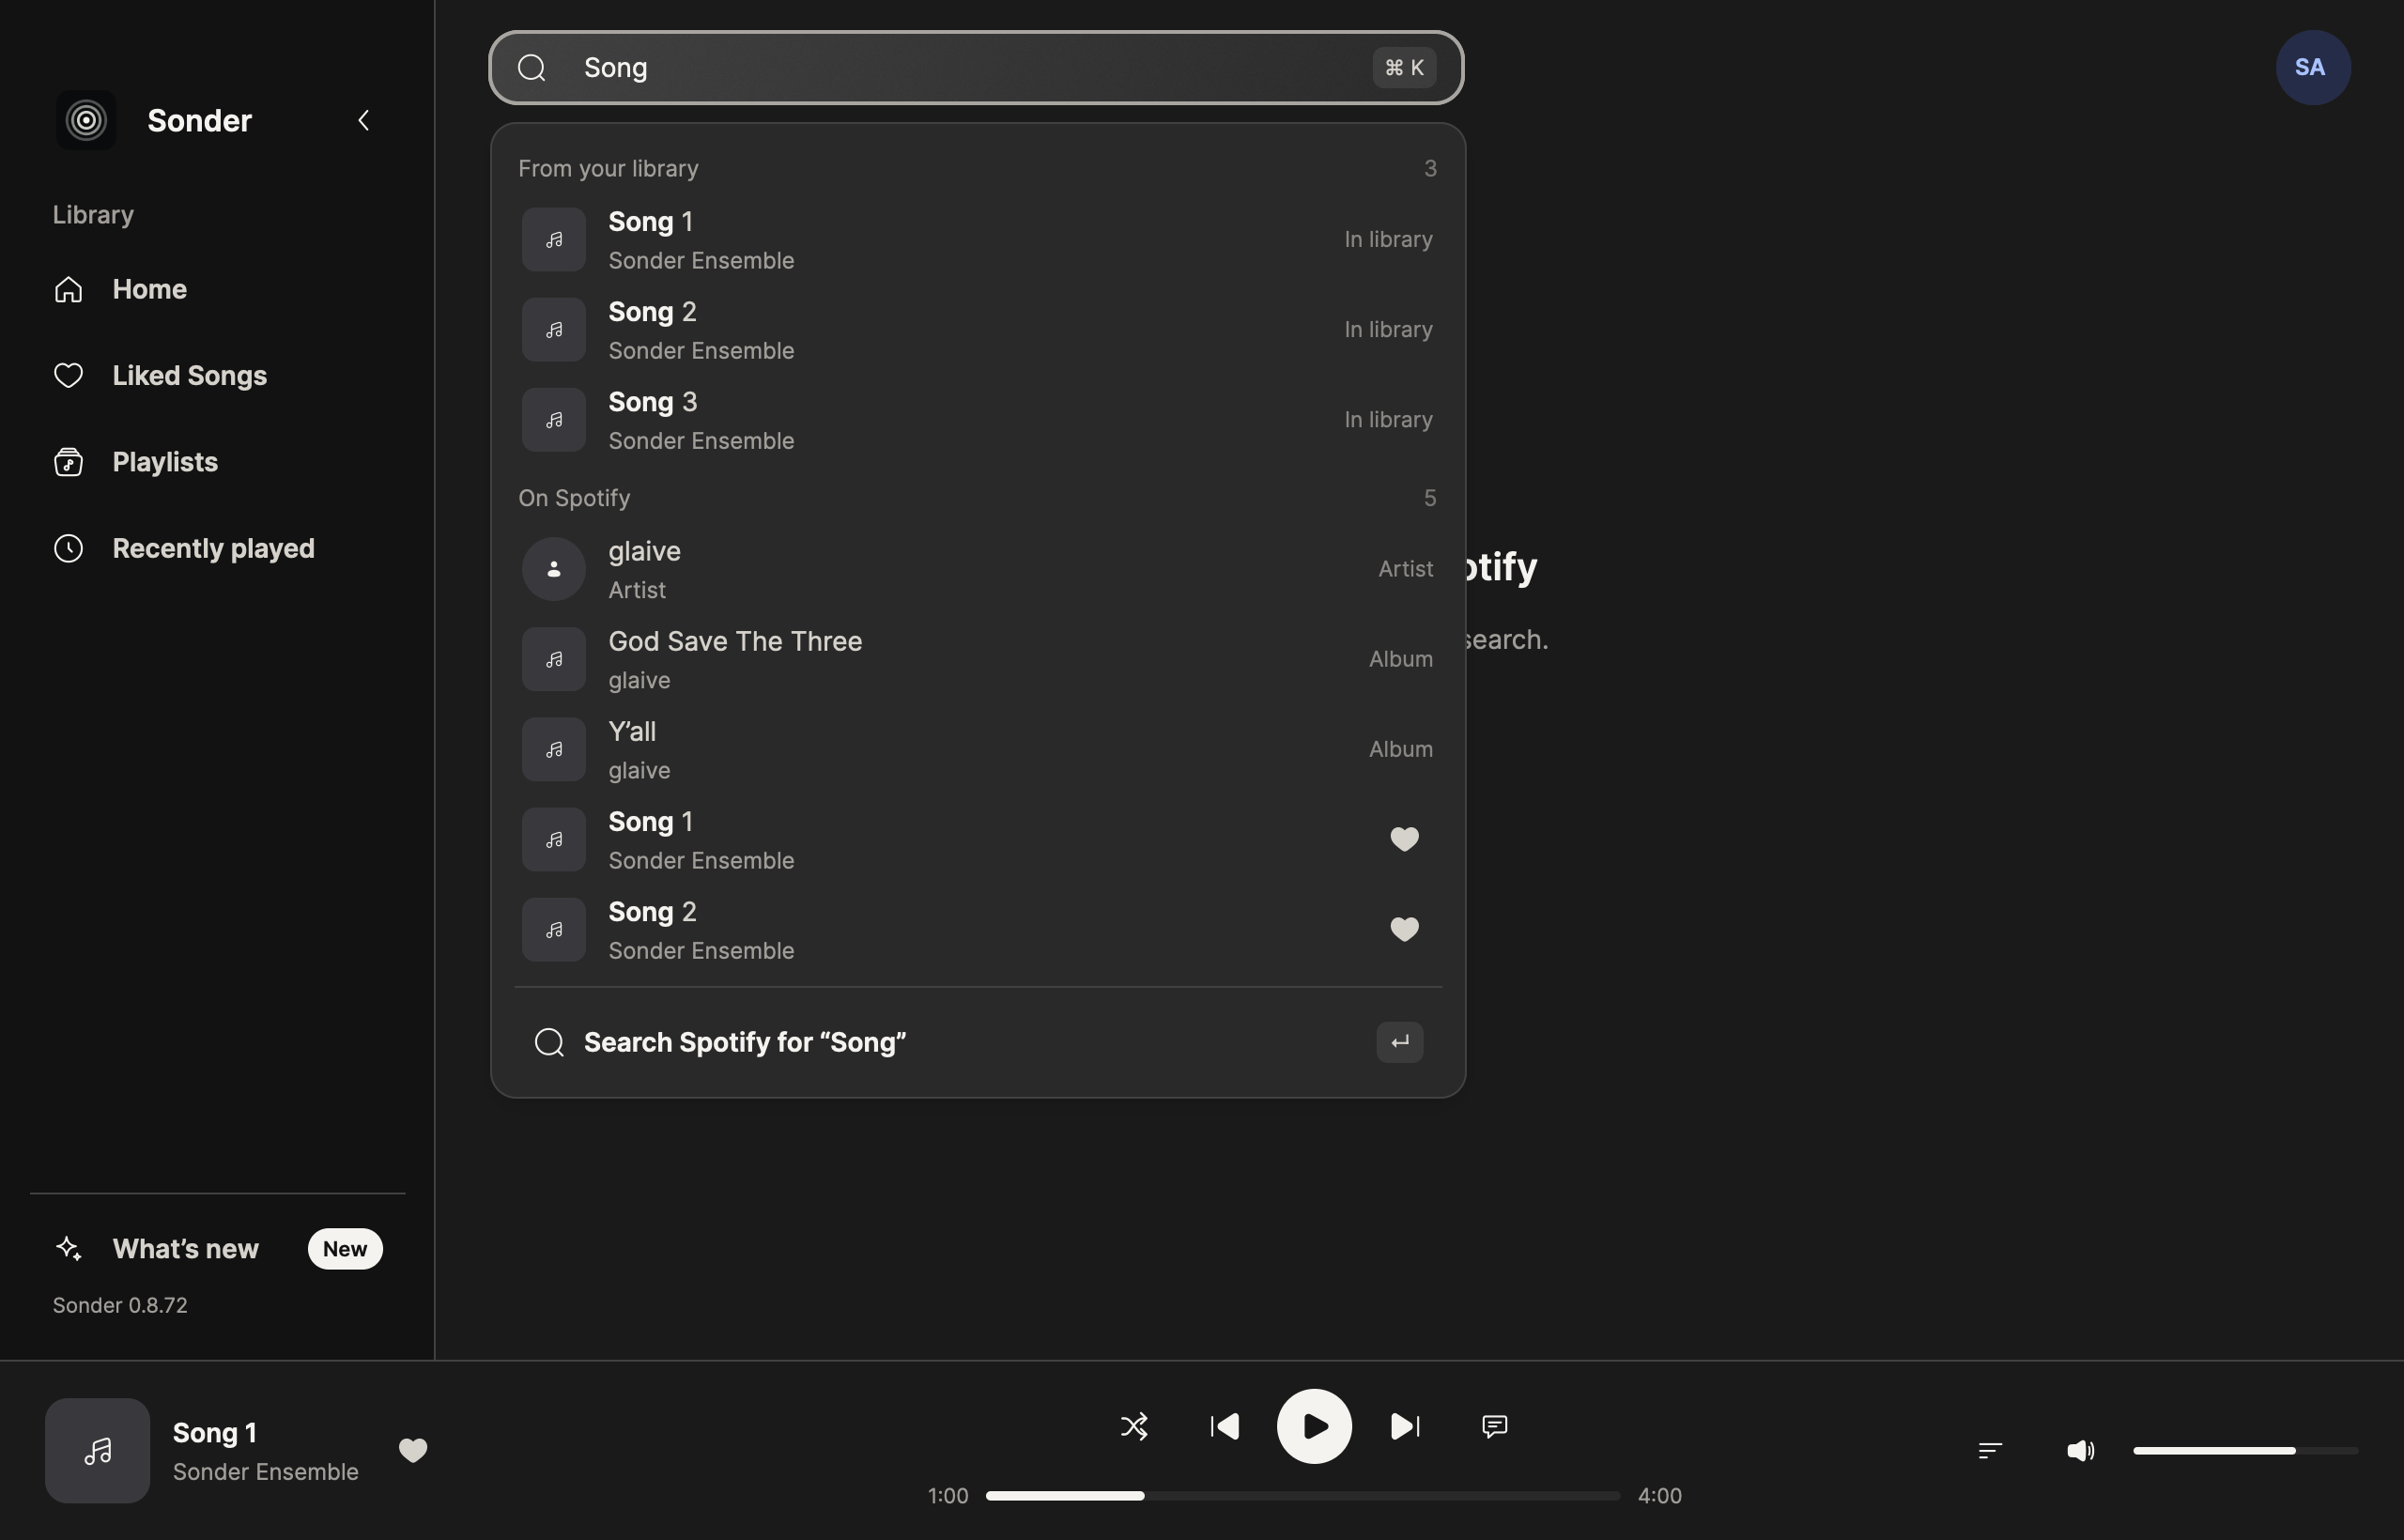 Song
⌘ K
SA
Sonder
Library
Home
Liked Songs
Playlists
Recently played
From your library 3
Song 1
Sonder Ensemble
In library
Song 2
Sonder Ensemble
In library
Song 3
Sonder Ensemble
In library
On Spotify 5
glaive
Artist
Artist
God Save The Three
glaive
Album
Y’all
glaive
Album
Song 1
Sonder Ensemble
Song 2
Sonder Ensemble
Search Spotify for “Song”
otify
search.
What’s new
New
Sonder 0.8.72
Song 1
Sonder Ensemble
1:00
4:00